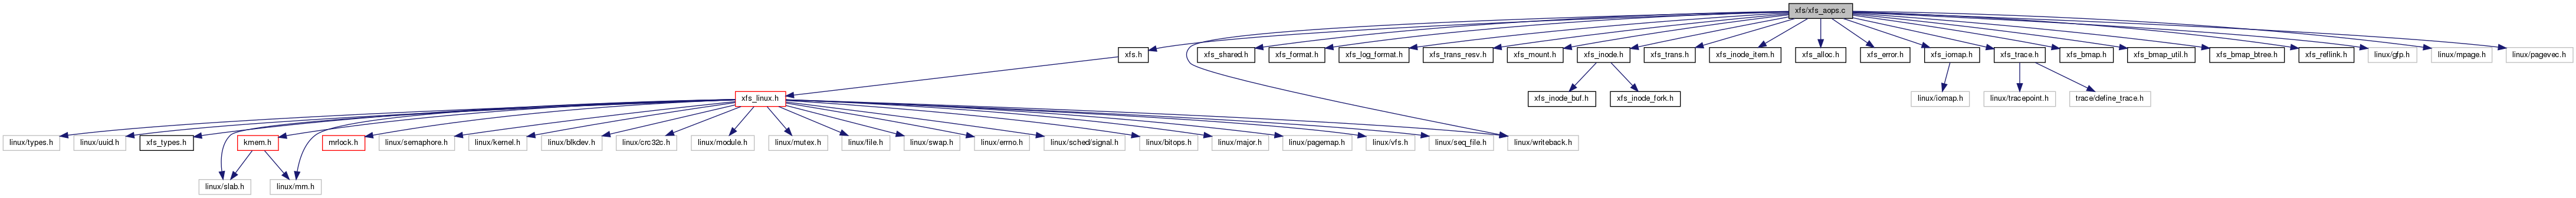 xfs/xfs_aops.c
xfs.h
xfs_shared.h
xfs_format.h
xfs_log_format.h
xfs_trans_resv.h
xfs_mount.h
xfs_inode.h
xfs_trans.h
xfs_inode_item.h
xfs_alloc.h
xfs_error.h
xfs_iomap.h
xfs_trace.h
xfs_bmap.h
xfs_bmap_util.h
xfs_bmap_btree.h
xfs_reflink.h
linux/gfp.h
linux/mpage.h
linux/pagevec.h
xfs_linux.h
xfs_inode_buf.h
xfs_inode_fork.h
linux/iomap.h
linux/tracepoint.h
trace/define_trace.h
linux/types.h
linux/uuid.h
xfs_types.h
kmem.h
mrlock.h
linux/semaphore.h
linux/kernel.h
linux/blkdev.h
linux/crc32c.h
linux/module.h
linux/mutex.h
linux/file.h
linux/swap.h
linux/errno.h
linux/sched/signal.h
linux/bitops.h
linux/major.h
linux/pagemap.h
linux/vfs.h
linux/seq_file.h
linux/writeback.h
linux/slab.h
linux/mm.h